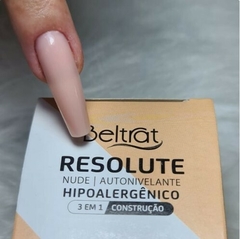 Beltrat
RESOLUTE
NUDE | AUTONIVELANTE
HIPOALERGÊNICO
3 EM 1 CONSTRUÇÃO